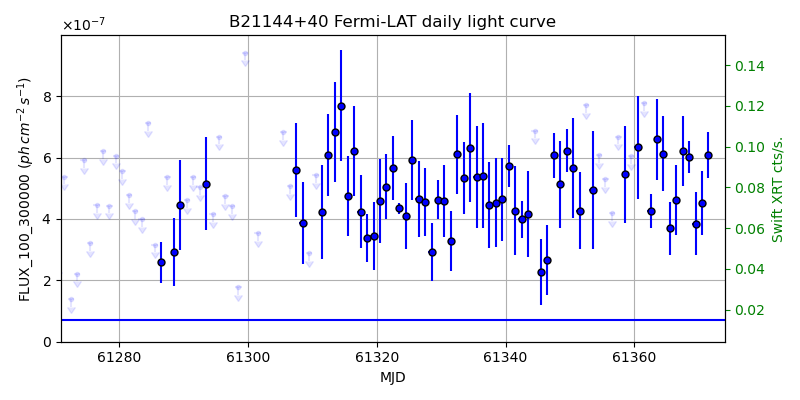 B21144+40 Fermi-LAT daily light curve
×10⁻⁷
FLUX_100_300000 (ph cm⁻² s⁻¹)
8
6
4
2
0
61280 61300 61320 61340 61360
MJD
0.14
0.12
0.10
0.08
0.06
0.04
0.02
Swift XRT cts/s.